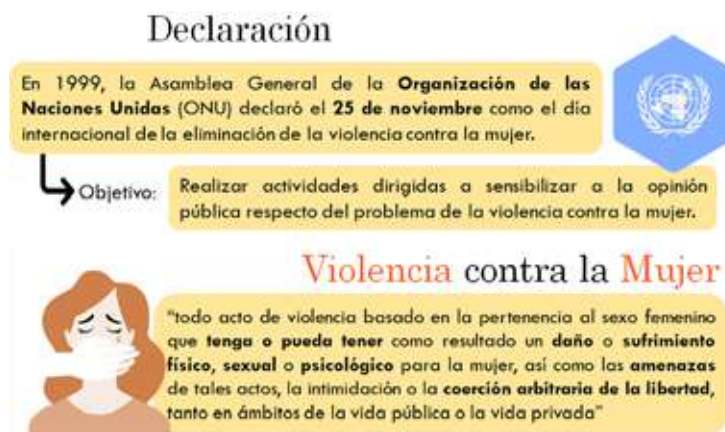 Declaración
En 1999, la Asamblea General de la Organización de las
Naciones Unidas (ONU) declaró el 25 de noviembre como el día
internacional de la eliminación de la violencia contra la mujer.
Objetivo:
Realizar actividades dirigidas a sensibilizar a la opinión
pública respecto del problema de la violencia contra la mujer.
Violencia contra la Mujer
"todo acto de violencia basado en la pertenencia al sexo femenino
que tenga o pueda tener como resultado un daño o sufrimiento
físico, sexual o psicológico para la mujer, así como las amenazas
de tales actos, la intimidación o la coerción arbitraria de la libertad,
tanto en ámbitos de la vida pública o la vida privada"